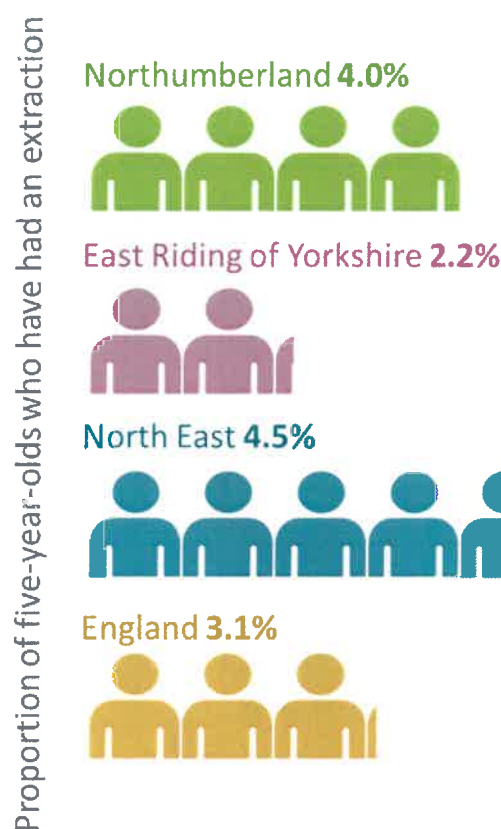 Proportion of five-year-olds who have had an extraction
Northumberland 4.0%
East Riding of Yorkshire 2.2%
North East 4.5%
England 3.1%